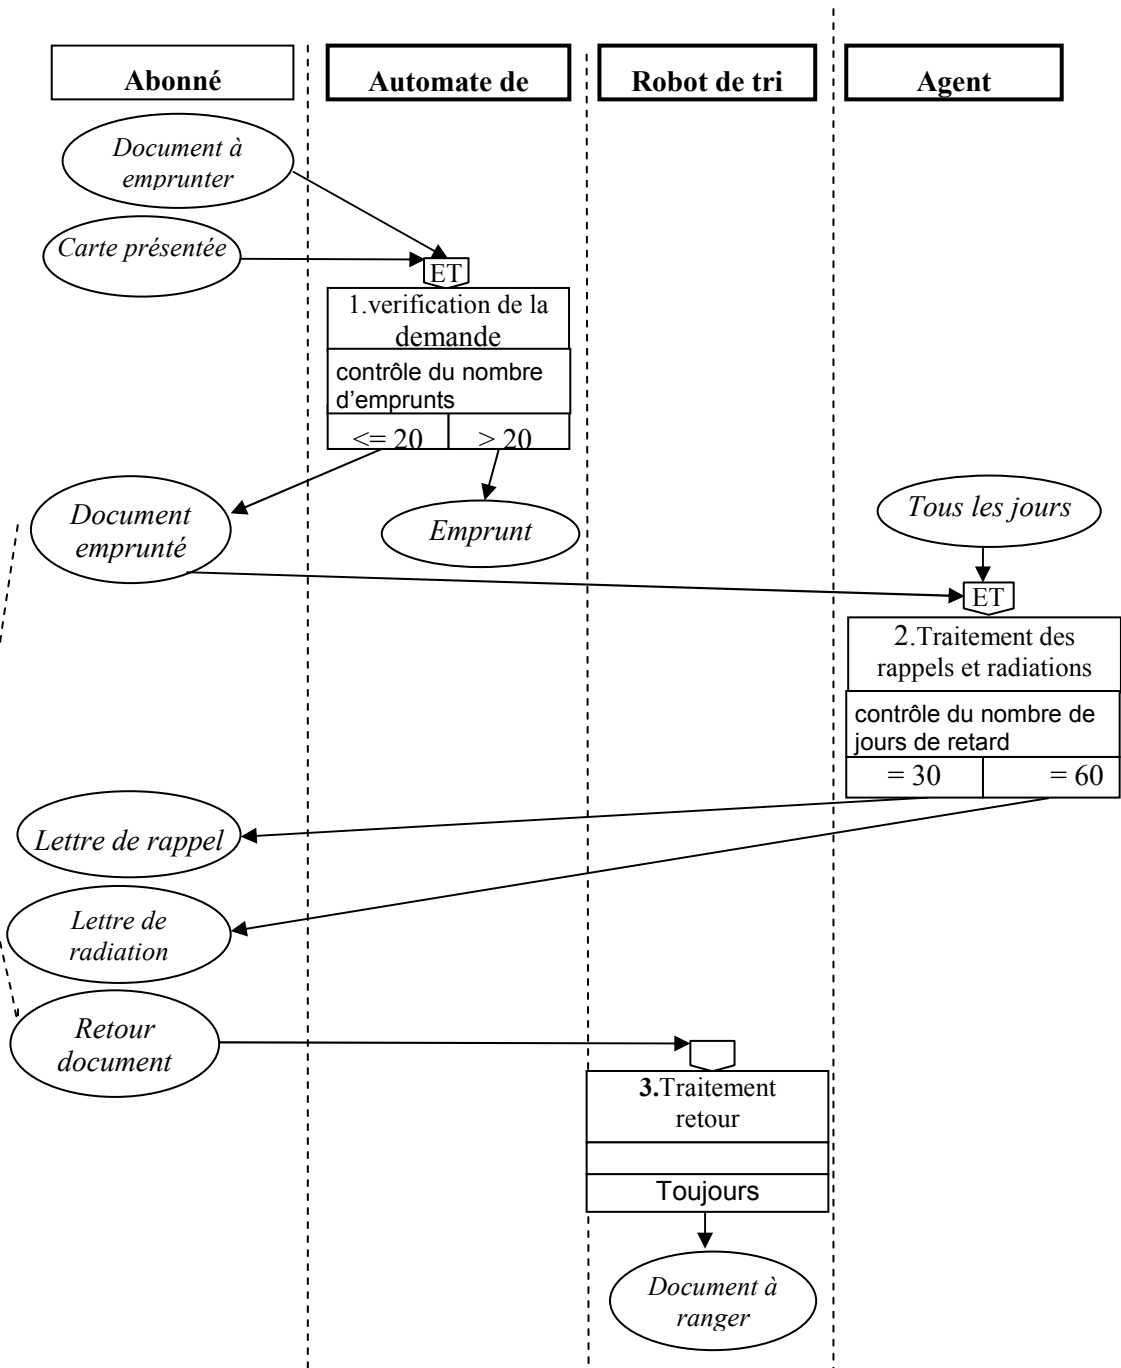 Abonné
Automate de
Robot de tri
Agent
Document à
emprunter
Carte présentée
ET
1.verification de la
demande
contrôle du nombre
d’emprunts
<= 20
> 20
Document
emprunté
Emprunt
Tous les jours
ET
2.Traitement des
rappels et radiations
contrôle du nombre de
jours de retard
= 30
= 60
Lettre de rappel
Lettre de
radiation
Retour
document
3.Traitement
retour
Toujours
Document à
ranger